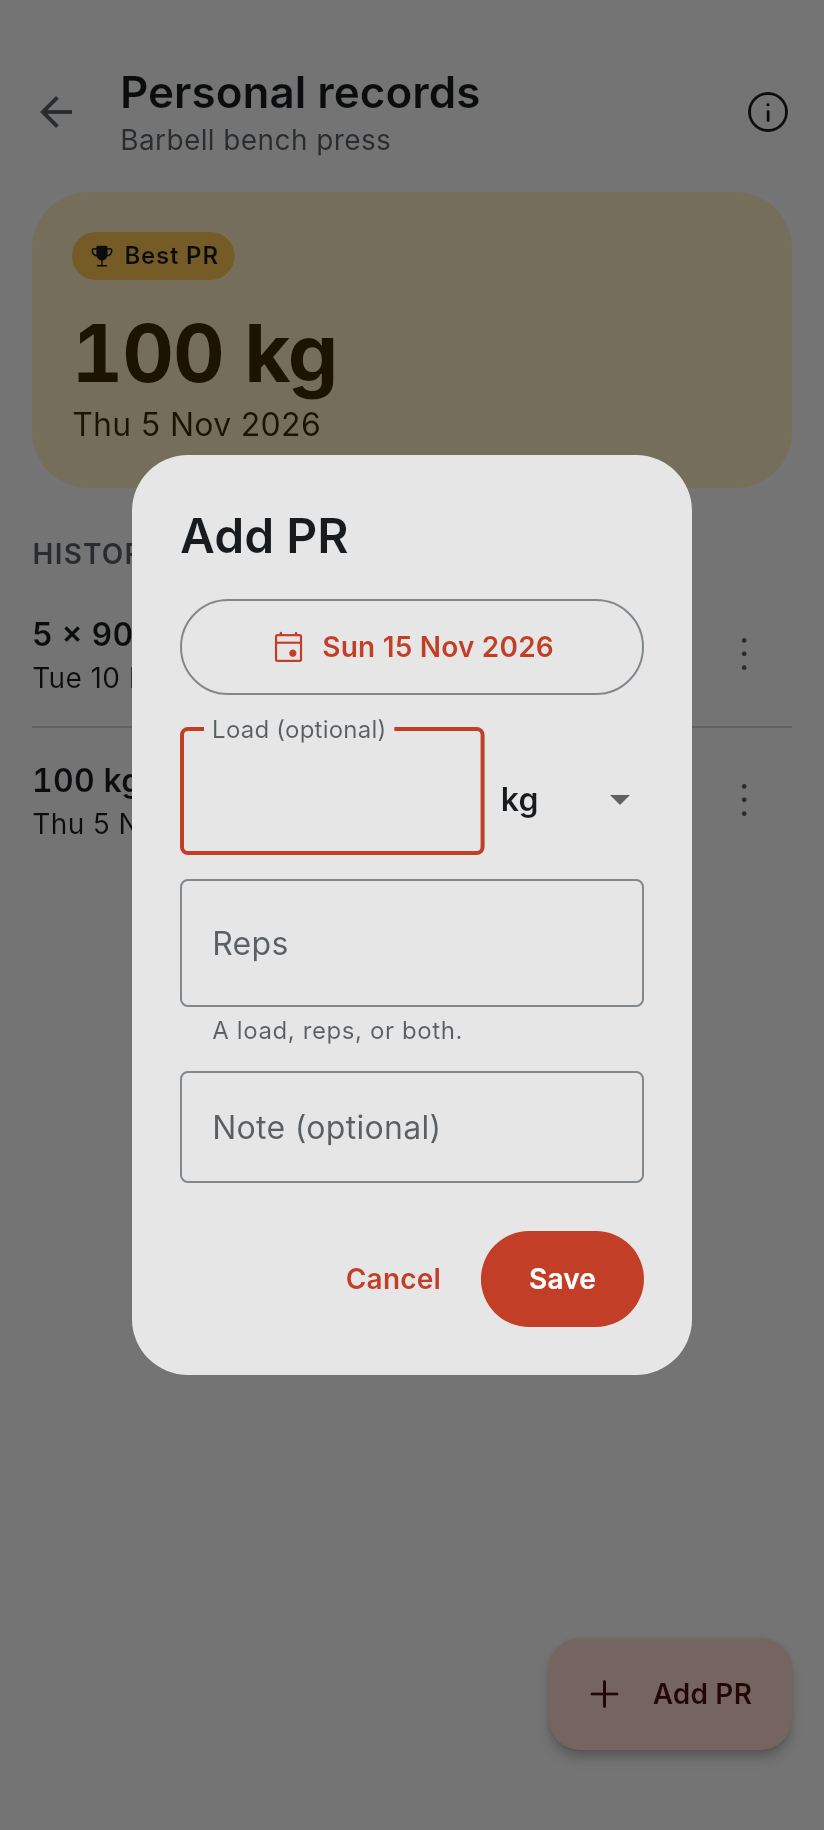 Personal records
Barbell bench press
Best PR
100 kg
Thu 5 Nov 2026
Add PR
Sun 15 Nov 2026
Load (optional)
kg
Reps
A load, reps, or both.
Note (optional)
Cancel
Save
5 × 90
Tue 10
100 kg
Thu 5 N
Add PR